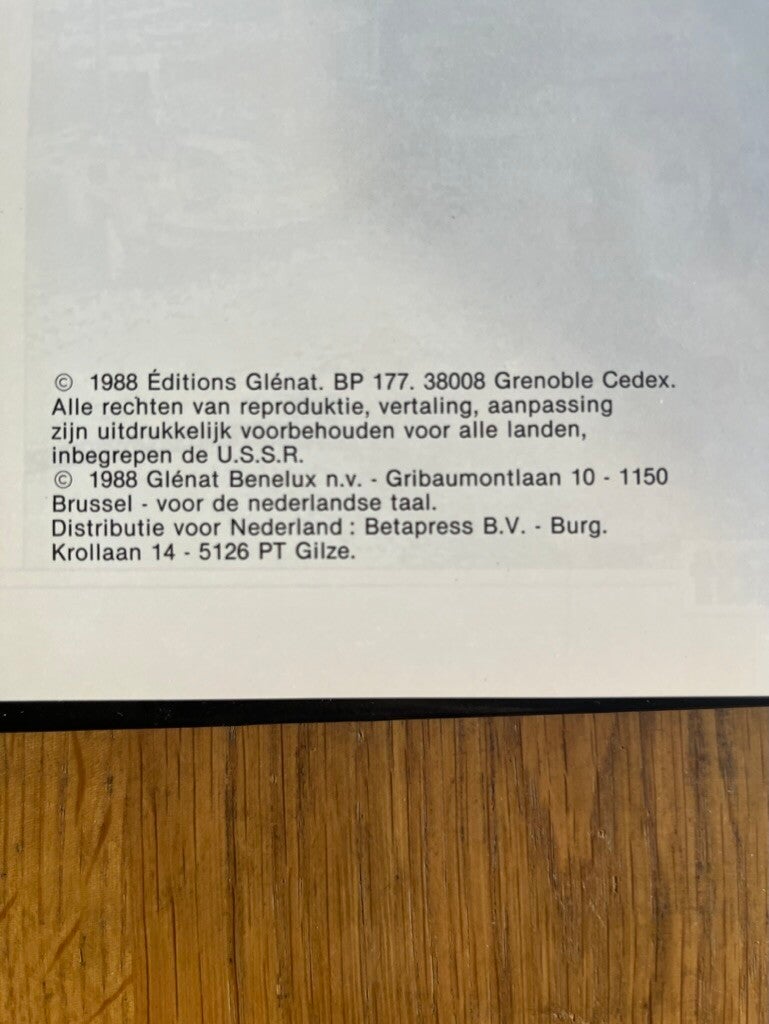 © 1988 Éditions Glénat. BP 177. 38008 Grenoble Cedex.
Alle rechten van reproduktie, vertaling, aanpassing
zijn uitdrukkelijk voorbehouden voor alle landen,
inbegrepen de U.S.S.R.
© 1988 Glénat Benelux n.v. - Gribaumontlaan 10 - 1150
Brussel - voor de nederlandse taal.
Distributie voor Nederland : Betapress B.V. - Burg.
Krollaan 14 - 5126 PT Gilze.